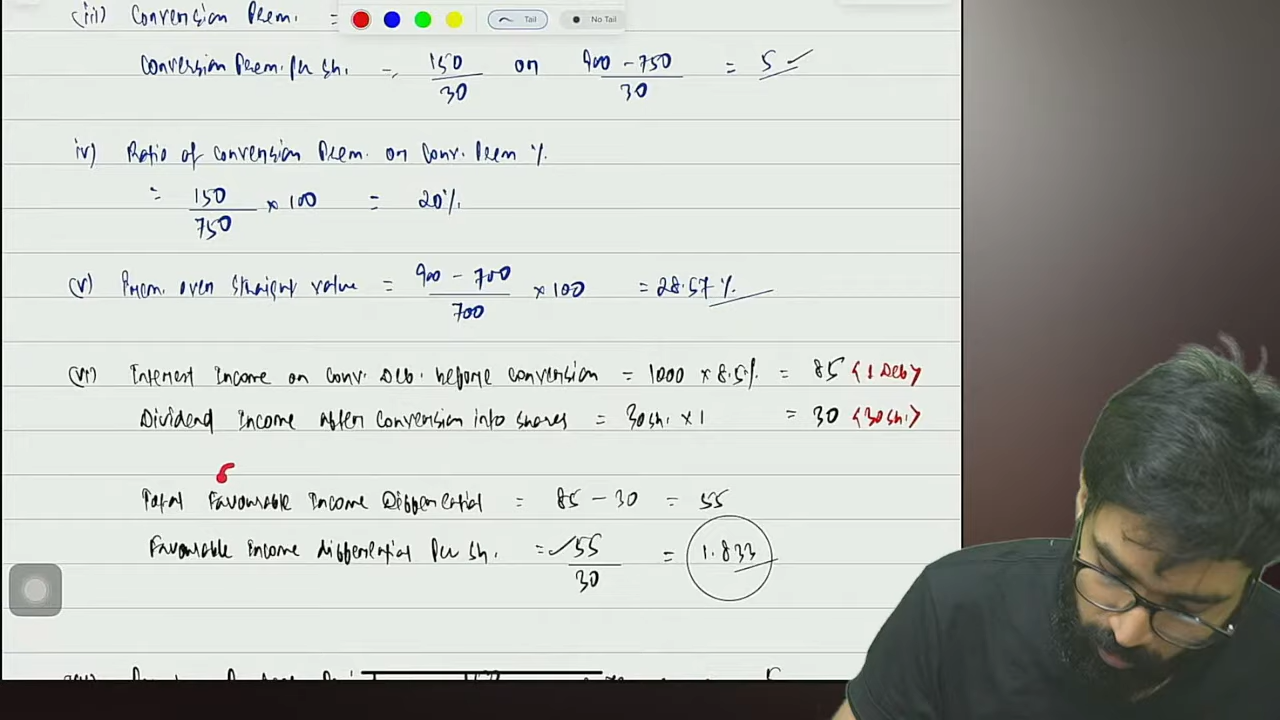 (iii) Conversion Prem. =
Tail
No Tail
Conversion Prem. per sh. = 150/30 or 900 - 750/30 = 5 ✓
iv) Ratio of conversion Prem. or Conv. Prem %
= 150/750 × 100 = 20%
(v) Prem. over straight value = 900 - 700/700 × 100 = 28.57%
(vi) Interest Income on conv. Deb. before conversion = 1000 × 8.5% = 85 (1 Deb)
Dividend Income after conversion into shares = 30sh. × 1 = 30 (30sh.)
Total Favourable Income Differential = 85 - 30 = 55
Favourable Income differential Per sh. = ✓55/30 = 1.833